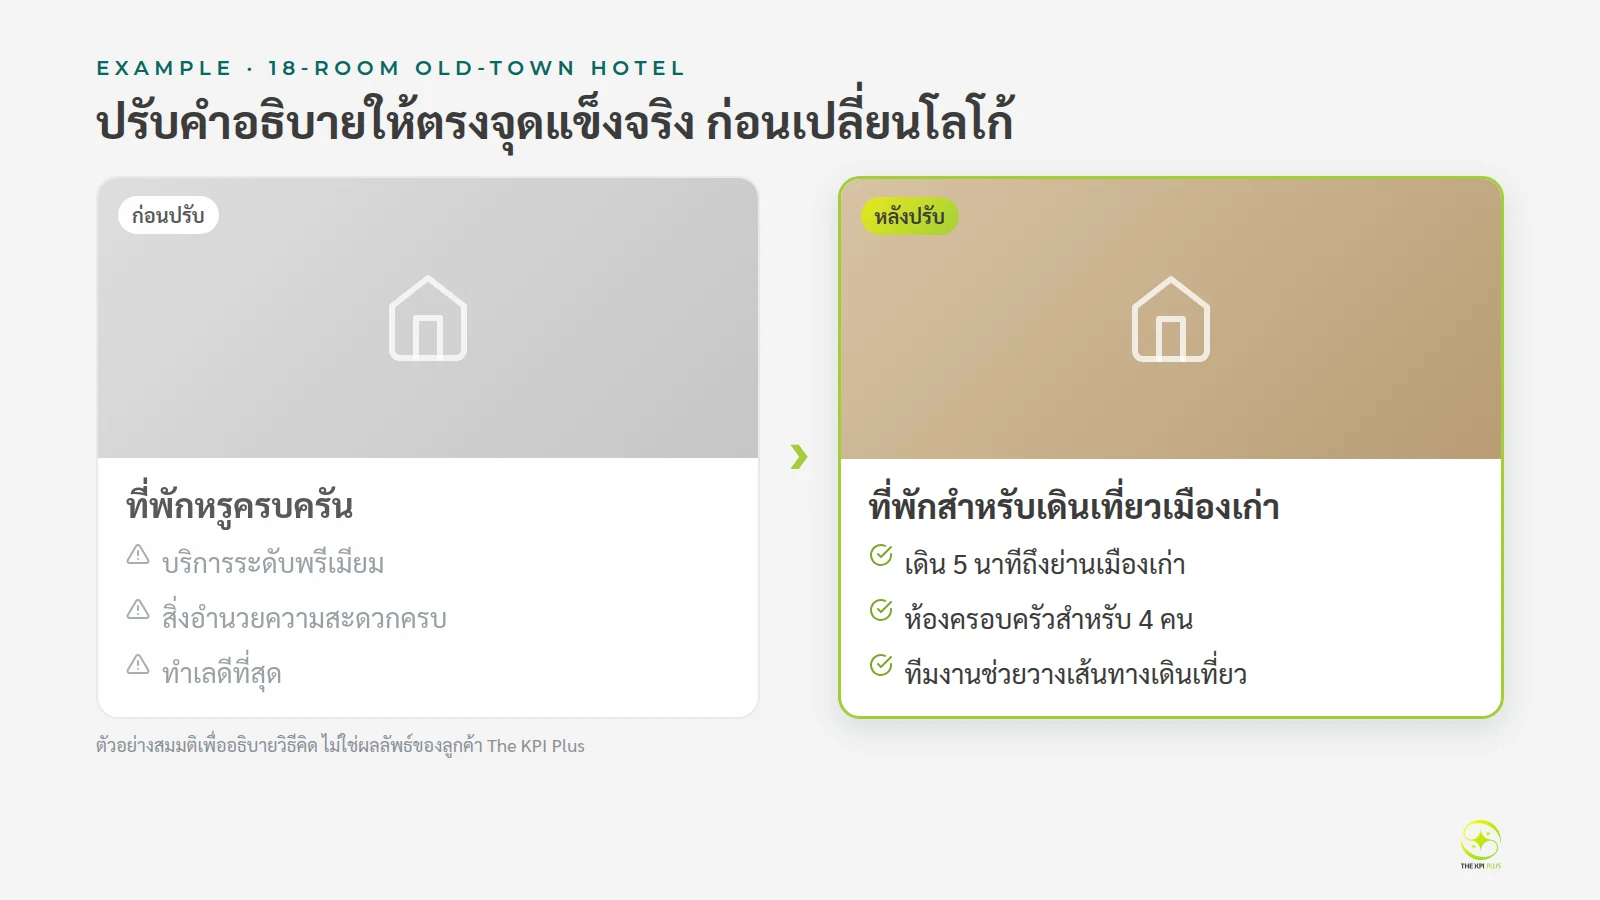 EXAMPLE · 18-ROOM OLD-TOWN HOTEL
ปรับคำอธิบายให้ตรงจุดแข็งจริง ก่อนเปลี่ยนโลโก้
ก่อนปรับ
ที่พักหรูครบครัน
บริการระดับพรีเมียม
สิ่งอำนวยความสะดวกครบ
ทำเลดีที่สุด
›
หลังปรับ
ที่พักสำหรับเดินเที่ยวเมืองเก่า
เดิน 5 นาทีถึงย่านเมืองเก่า
ห้องครอบครัวสำหรับ 4 คน
ทีมงานช่วยวางเส้นทางเดินเที่ยว
ตัวอย่างสมมติเพื่ออธิบายวิธีคิด ไม่ใช่ผลลัพธ์ของลูกค้า The KPI Plus
THE KPI PLUS